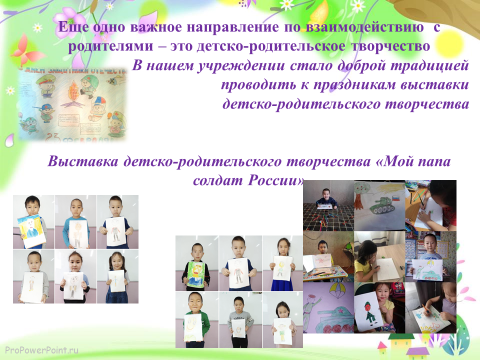 Еще одно важное направление по взаимодействию с
родителями – это детско-родительское творчество
В нашем учреждении стало доброй традицией
проводить к праздникам выставки
детско-родительского творчества
Выставка детско-родительского творчества «Мой папа
солдат России»
ProPowerPoint.ru